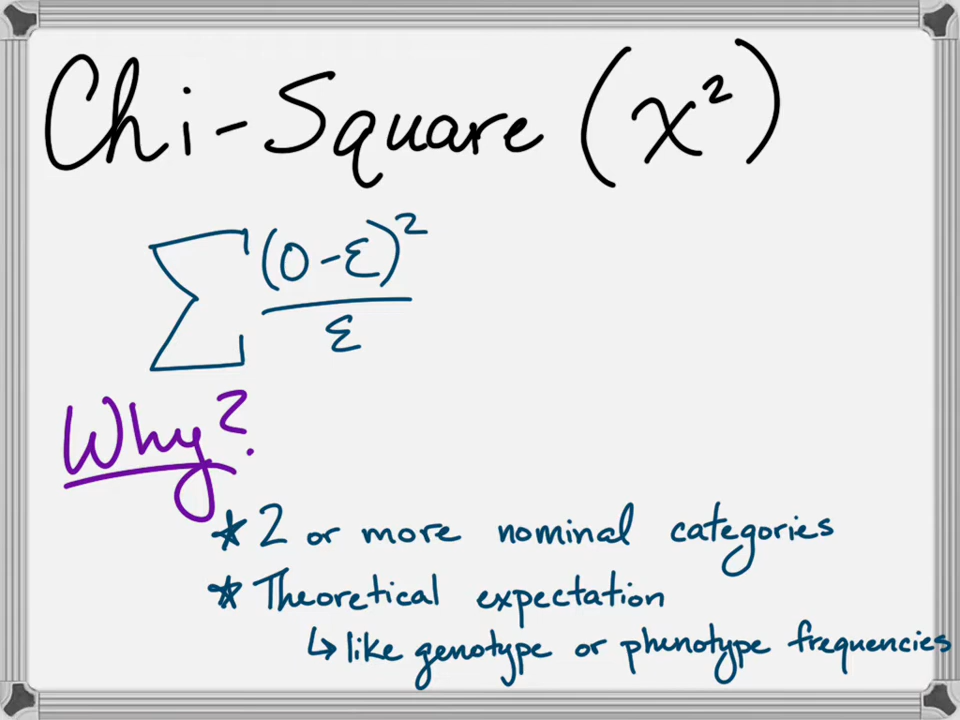 Chi-Square (χ²)
∑ (O-E)²
E
Why?
* 2 or more nominal categories
* Theoretical expectation
↳ like genotype or phenotype frequencies